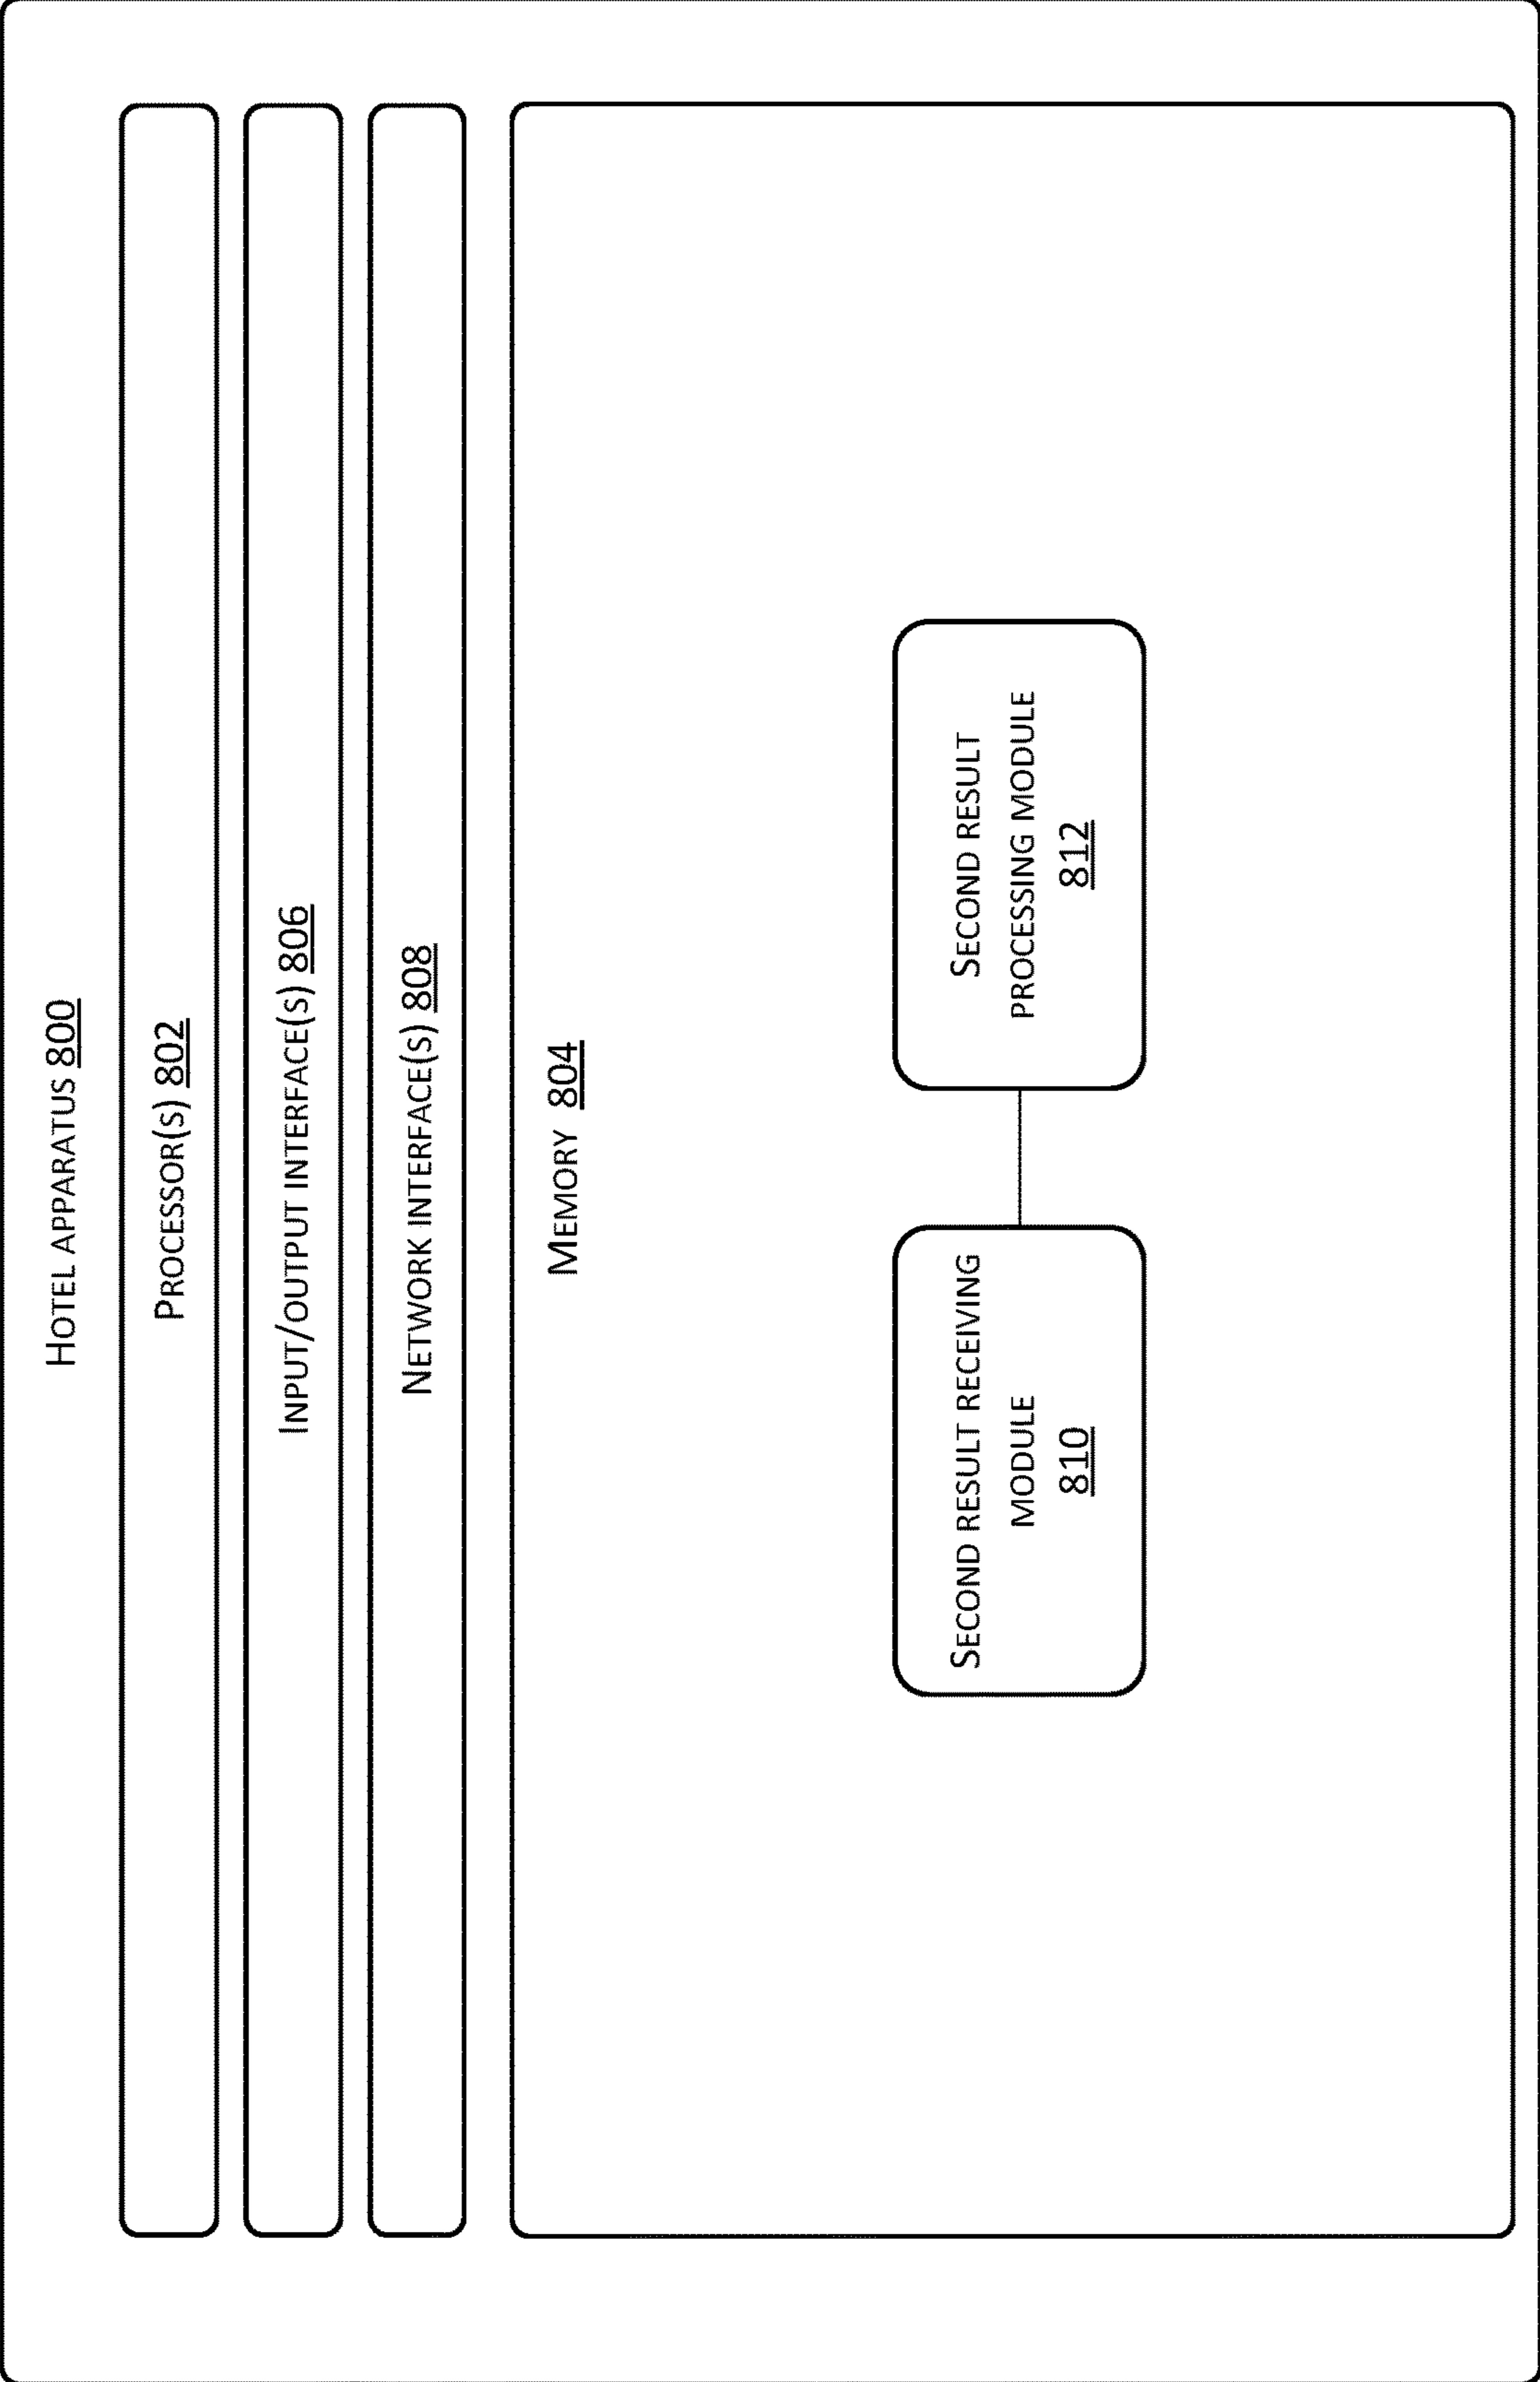 HOTEL APPARATUS 800
PROCESSOR(S) 802
INPUT/OUTPUT INTERFACE(S) 806
NETWORK INTERFACE(S) 808
MEMORY 804
SECOND RESULT RECEIVING
MODULE
810
SECOND RESULT
PROCESSING MODULE
812